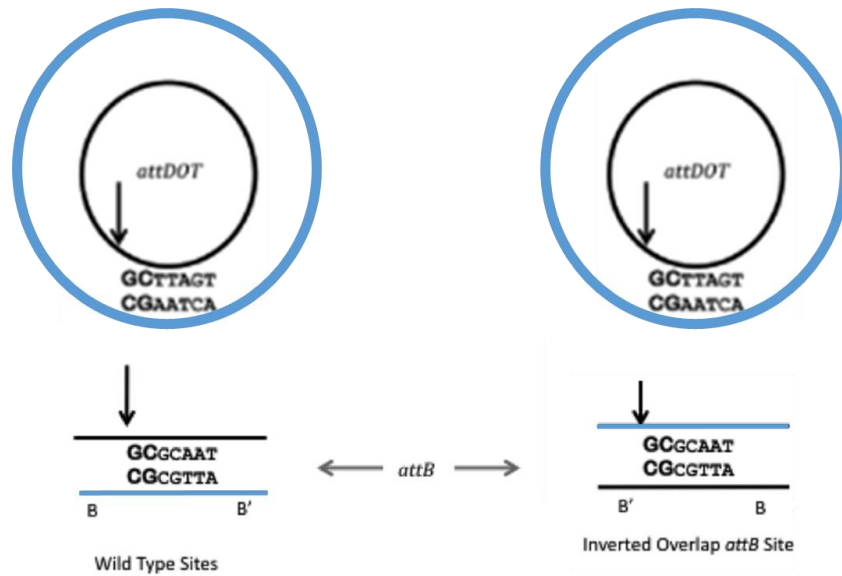 attDOT
GCTTAGT
CGAATCA
attDOT
GCTTAGT
CGAATCA
GCGCAAT
CGCGTTA
B B'
Wild Type Sites
attB
GCGCAAT
CGCGTTA
B' B
Inverted Overlap attB Site